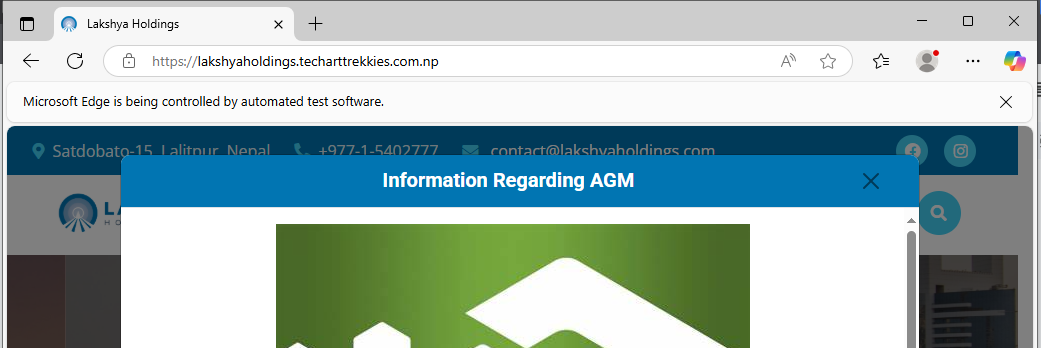 Lakshya Holdings
https://lakshyaholdings.techarttrekkies.com.np
Microsoft Edge is being controlled by automated test software.
Satdobato-15, Lalitpur, Nepal +977-1-5402777 contact@lakshyaholdings.com
Information Regarding AGM